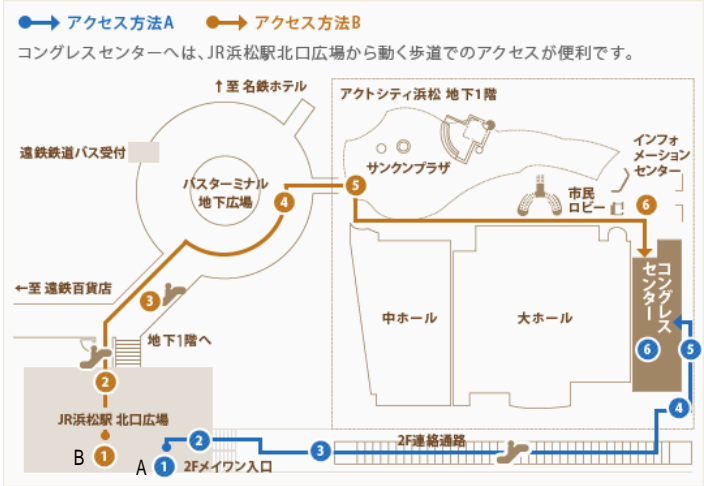 アクセス方法A
アクセス方法B
コングレスセンターへは、JR浜松駅北口広場から動く歩道でのアクセスが便利です。
↑至 名鉄ホテル
アクトシティ浜松 地下1階
遠鉄鉄道バス受付
サンクンプラザ
インフォ
メーション
センター
バスターミナル
地下広場
5
4
市民
ロビー
6
←至 遠鉄百貨店
3
コングレス
センター
中ホール
大ホール
地下1階へ
6
5
2
JR浜松駅 北口広場
4
B
1
A
1
2
2Fメイワン入口
3
2F連絡通路